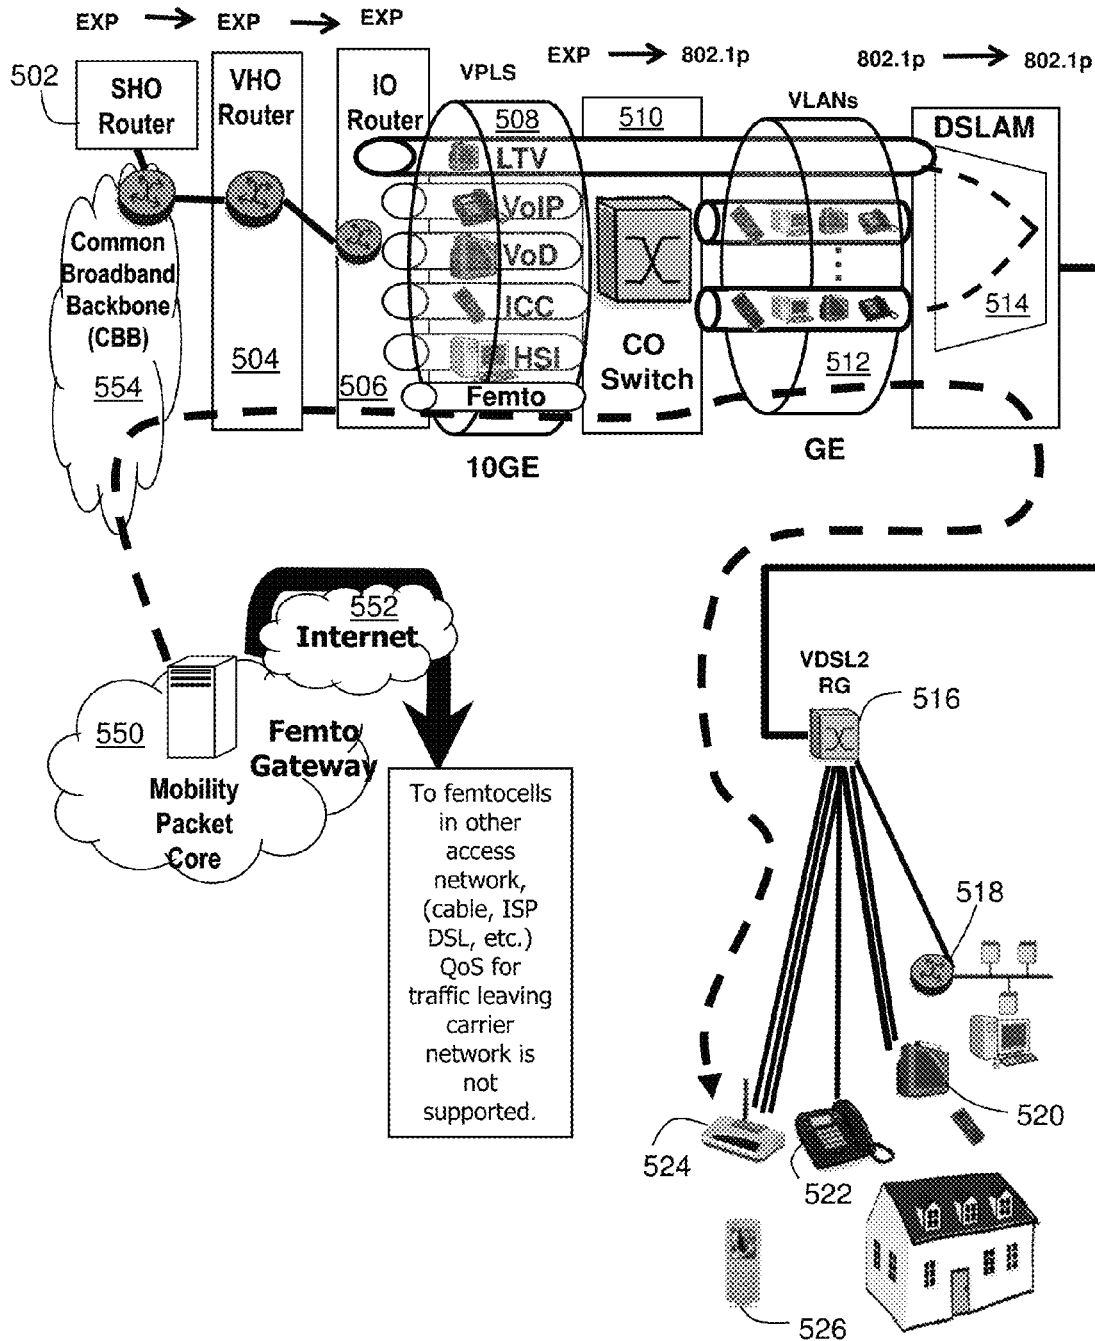 EXP EXP EXP
EXP 802.1p
802.1p 802.1p
502
SHO
Router
VHO
Router
IO
Router
VPLS
508
510
VLANs
DSLAM
LTV
VoIP
VoD
ICC
HSI
Femto
Common
Broadband
Backbone
(CBB)
554
504
506
CO
Switch
512
514
10GE
GE
552
Internet
550
Femto
Gateway
Mobility
Packet
Core
To femtocells
in other
access
network,
(cable, ISP
DSL, etc.)
QoS for
traffic leaving
carrier
network is
not
supported.
VDSL2
RG
516
518
520
522
524
526